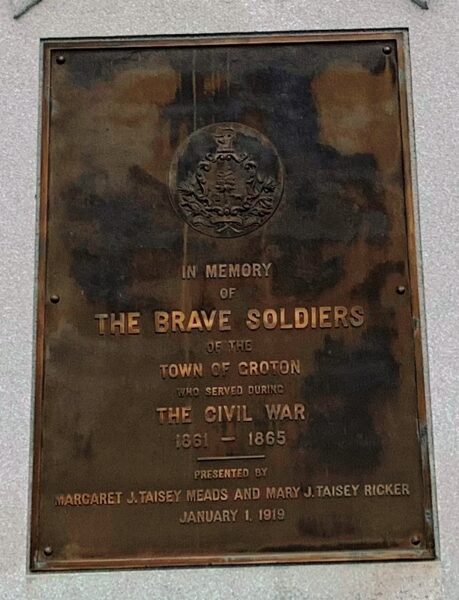 IN MEMORY
OF
THE BRAVE SOLDIERS
OF THE
TOWN OF GROTON
WHO SERVED DURING
THE CIVIL WAR
1861 – 1865
PRESENTED BY
MARGARET J. TAISEY MEADS AND MARY J. TAISEY RICKER
JANUARY 1, 1919